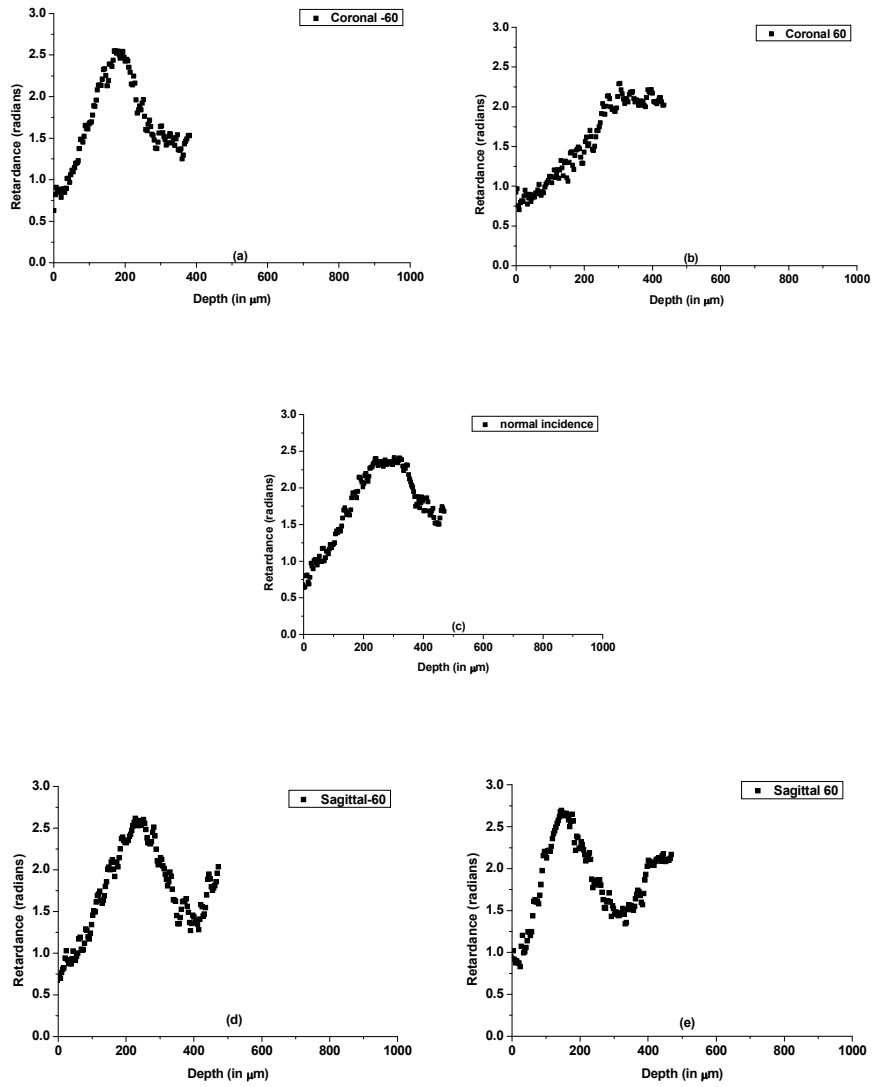 Coronal -60
Retardance (radians)
3.0
2.5
2.0
1.5
1.0
0.5
0.0
0 200 400 600 800 1000
(a)
Depth (in μm)
Coronal 60
Retardance (radians)
3.0
2.5
2.0
1.5
1.0
0.5
0.0
0 200 400 600 800 1000
(b)
Depth (in μm)
normal incidence
Retardance (radians)
3.0
2.5
2.0
1.5
1.0
0.5
0.0
0 200 400 600 800 1000
(c)
Depth (in μm)
Sagittal-60
Retardance (radians)
3.0
2.5
2.0
1.5
1.0
0.5
0.0
0 200 400 600 800 1000
(d)
Depth (in μm)
Sagittal 60
Retardance (radians)
3.0
2.5
2.0
1.5
1.0
0.5
0.0
0 200 400 600 800 1000
(e)
Depth (in μm)